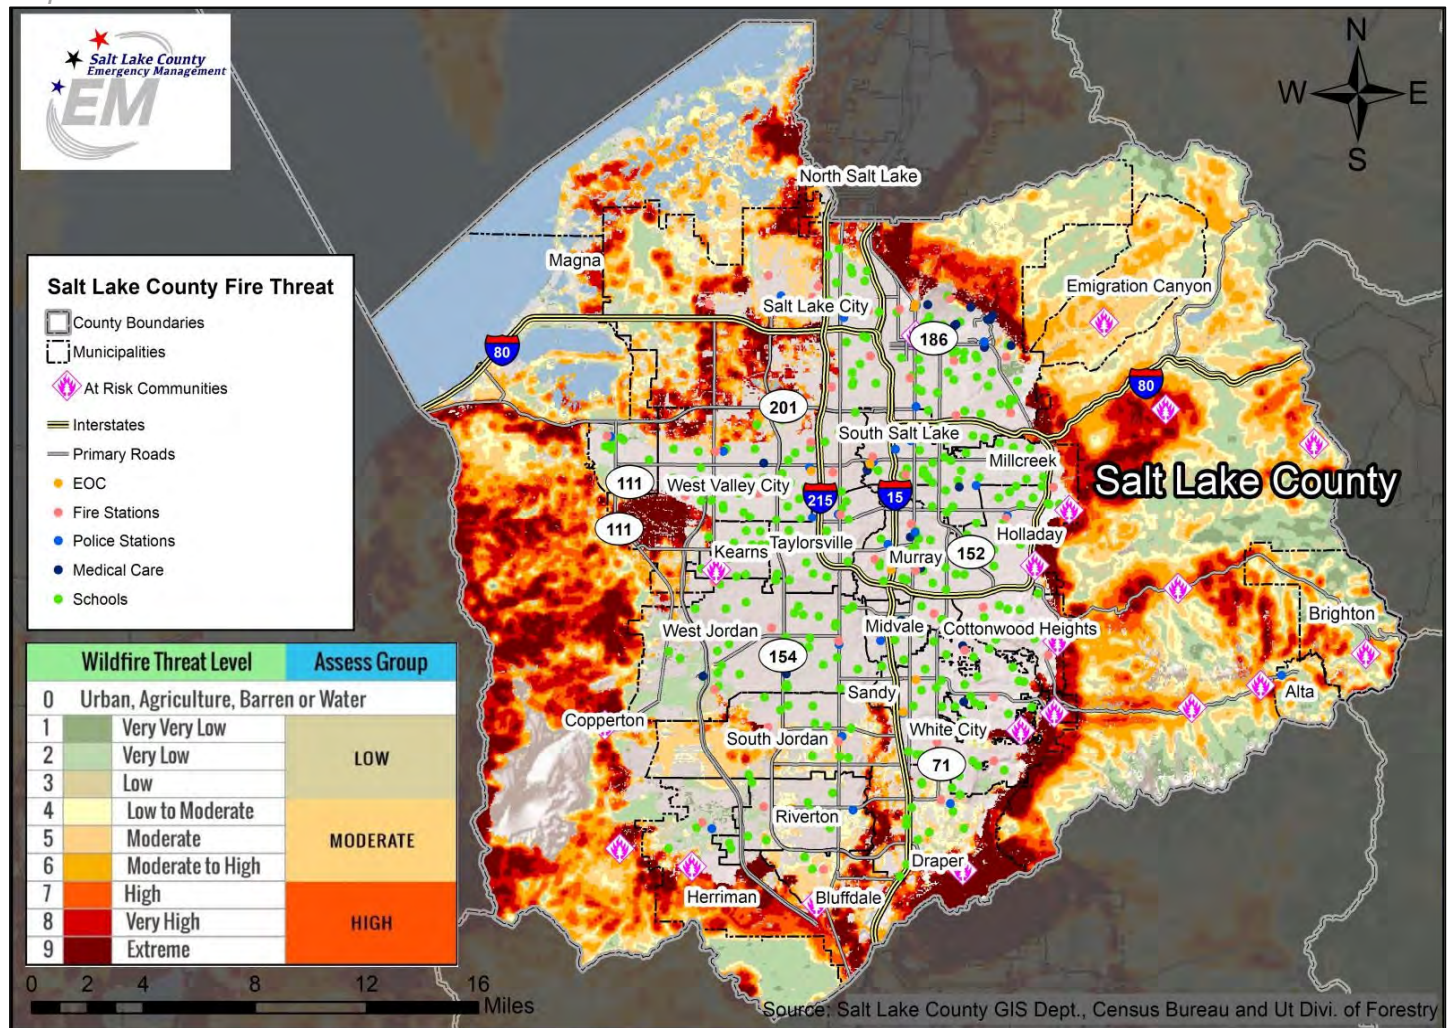 Salt Lake County
Emergency Management
EM
N
W E
S
North Salt Lake
Magna
Emigration Canyon
Salt Lake City
186
80
80
201
South Salt Lake
Millcreek
Salt Lake County
111
West Valley City
215
15
111
Holladay
Taylorsville
Kearns
Murray
152
Brighton
Midvale
Cottonwood Heights
West Jordan
154
Sandy
Alta
Copperton
South Jordan
White City
71
Riverton
Draper
Herriman
Bluffdale
Salt Lake County Fire Threat
County Boundaries
Municipalities
At Risk Communities
Interstates
Primary Roads
EOC
Fire Stations
Police Stations
Medical Care
Schools
Wildfire Threat Level Assess Group
0 Urban, Agriculture, Barren or Water
1 Very Very Low
2 Very Low
LOW
3 Low
4 Low to Moderate
5 Moderate
MODERATE
6 Moderate to High
7 High
8 Very High
HIGH
9 Extreme
0 2 4 8 12 16
Miles
Source: Salt Lake County GIS Dept., Census Bureau and Ut Divi. of Forestry